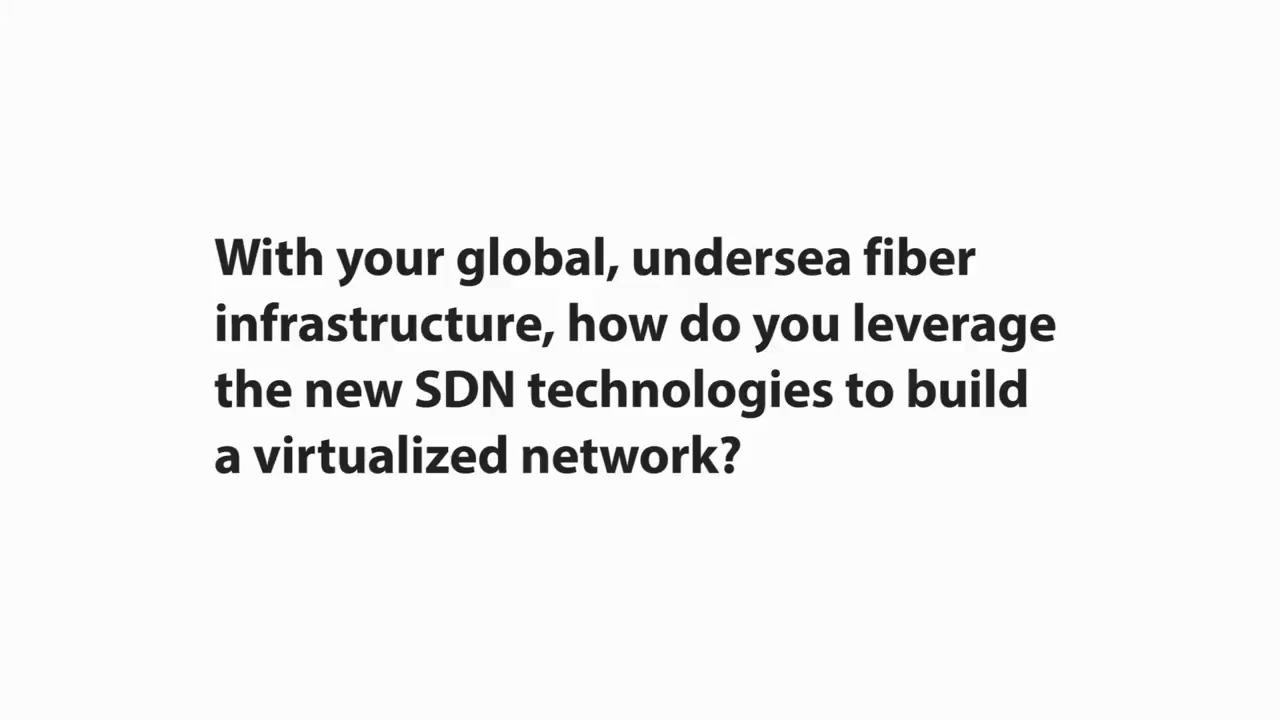 With your global, undersea fiber
infrastructure, how do you leverage
the new SDN technologies to build
a virtualized network?